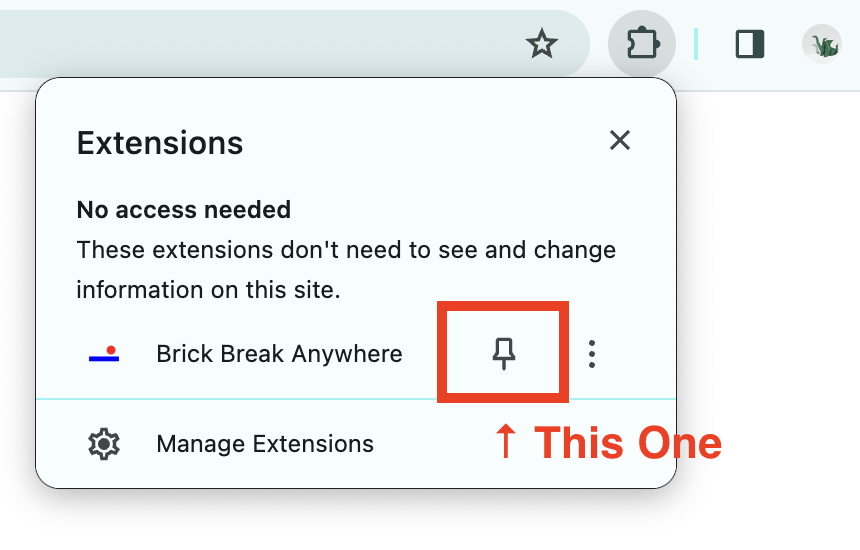 Extensions
No access needed
These extensions don't need to see and change
information on this site.
Brick Break Anywhere
↑ This One
Manage Extensions